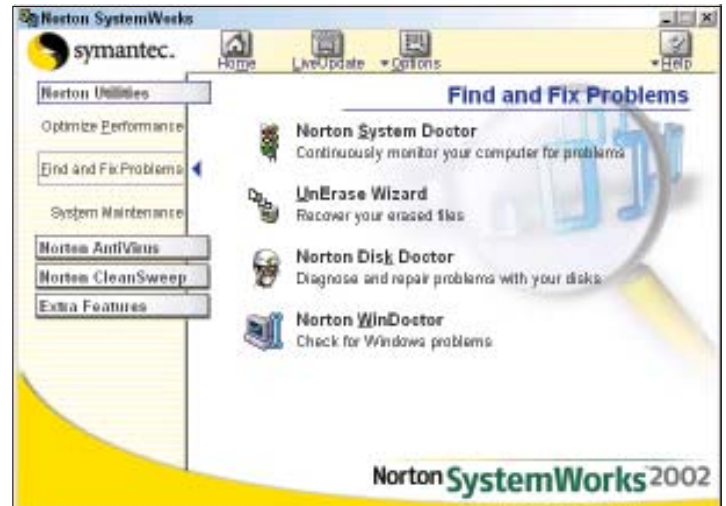 Norton SystemWorks
symantec.
Home
LiveUpdate
Options
Help
Norton Utilities
Optimize Performance
Find and Fix Problems
System Maintenance
Norton AntiVirus
Norton CleanSweep
Extra Features
Find and Fix Problems
Norton System Doctor
Continuously monitor your computer for problems
UnErase Wizard
Recover your erased files
Norton Disk Doctor
Diagnose and repair problems with your disks
Norton WinDoctor
Check for Windows problems
Norton SystemWorks 2002